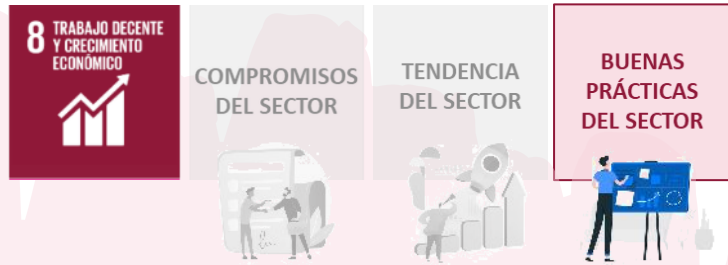 8 TRABAJO DECENTE
Y CRECIMIENTO
ECONÓMICO
COMPROMISOS
DEL SECTOR
TENDENCIA
DEL SECTOR
BUENAS
PRÁCTICAS
DEL SECTOR